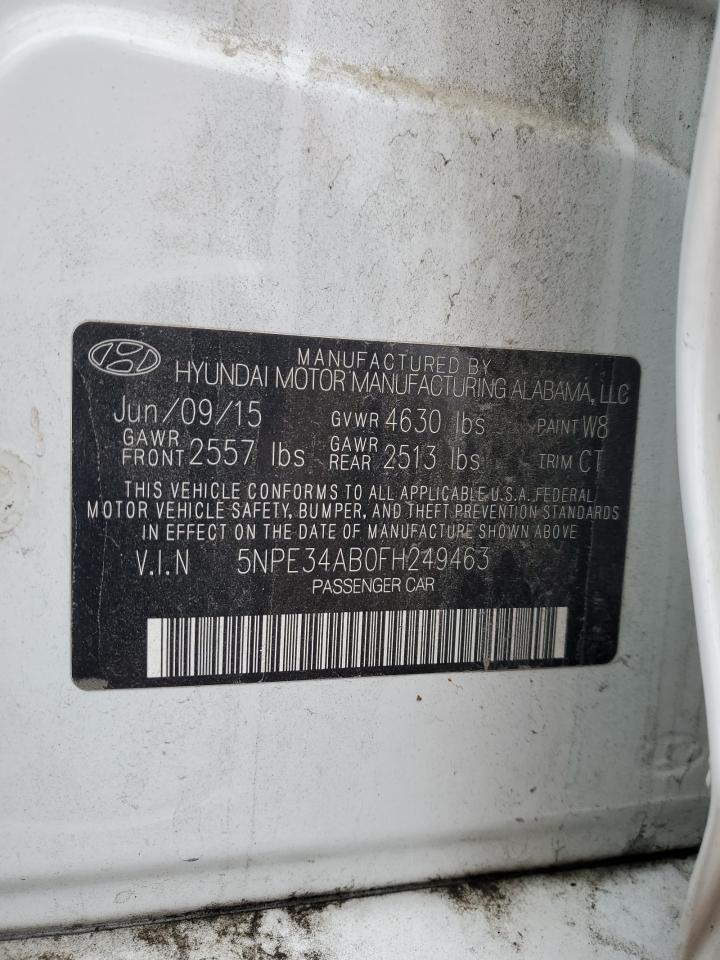 MANUFACTURED BY
HYUNDAI MOTOR MANUFACTURING ALABAMA, LLC
Jun/09/15 GVWR 4630 lbs PAINT W8
GAWR FRONT 2557 lbs GAWR REAR 2513 lbs TRIM CT
THIS VEHICLE CONFORMS TO ALL APPLICABLE U.S.A. FEDERAL
MOTOR VEHICLE SAFETY, BUMPER, AND THEFT PREVENTION STANDARDS
IN EFFECT ON THE DATE OF MANUFACTURE SHOWN ABOVE
V.I.N 5NPE34AB0FH249463
PASSENGER CAR